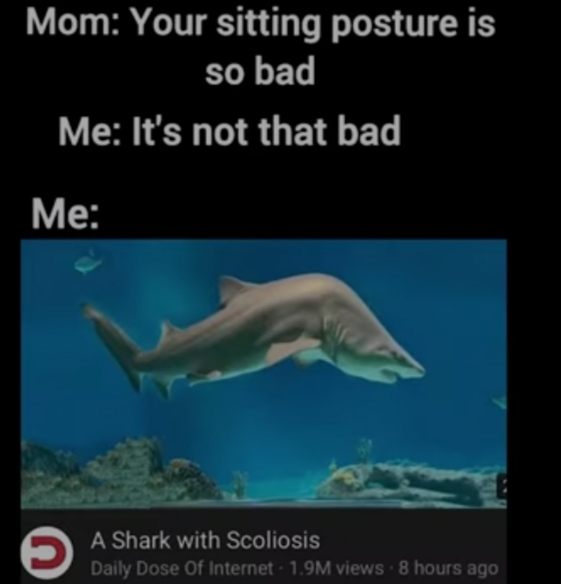 Mom: Your sitting posture is
so bad
Me: It's not that bad
Me:
A Shark with Scoliosis
Daily Dose Of Internet · 1.9M views · 8 hours ago